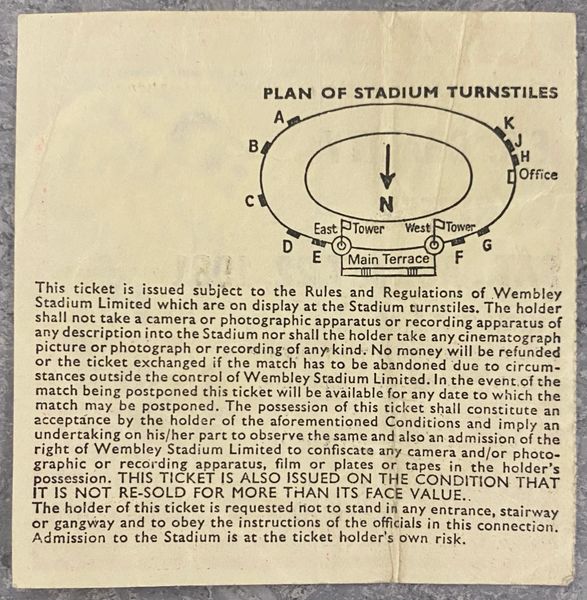 PLAN OF STADIUM TURNSTILES
A
K
J
B
H
Office
N
C
East Tower
West Tower
D
E
F
G
Main Terrace
This ticket is issued subject to the Rules and Regulations of Wembley
Stadium Limited which are on display at the Stadium turnstiles. The holder
shall not take a camera or photographic apparatus or recording apparatus of
any description into the Stadium nor shall the holder take any cinematograph
picture or photograph or recording of any kind. No money will be refunded
or the ticket exchanged if the match has to be abandoned due to circum-
stances outside the control of Wembley Stadium Limited. In the event of the
match being postponed this ticket will be available for any date to which the
match may be postponed. The possession of this ticket shall constitute an
acceptance by the holder of the aforementioned Conditions and imply an
undertaking on his/her part to observe the same and also an admission of the
right of Wembley Stadium Limited to confiscate any camera and/or photo-
graphic or recording apparatus, film or plates or tapes in the holder's
possession. THIS TICKET IS ALSO ISSUED ON THE CONDITION THAT
IT IS NOT RE-SOLD FOR MORE THAN ITS FACE VALUE.
The holder of this ticket is requested not to stand in any entrance, stairway
or gangway and to obey the instructions of the officials in this connection.
Admission to the Stadium is at the ticket holder's own risk.